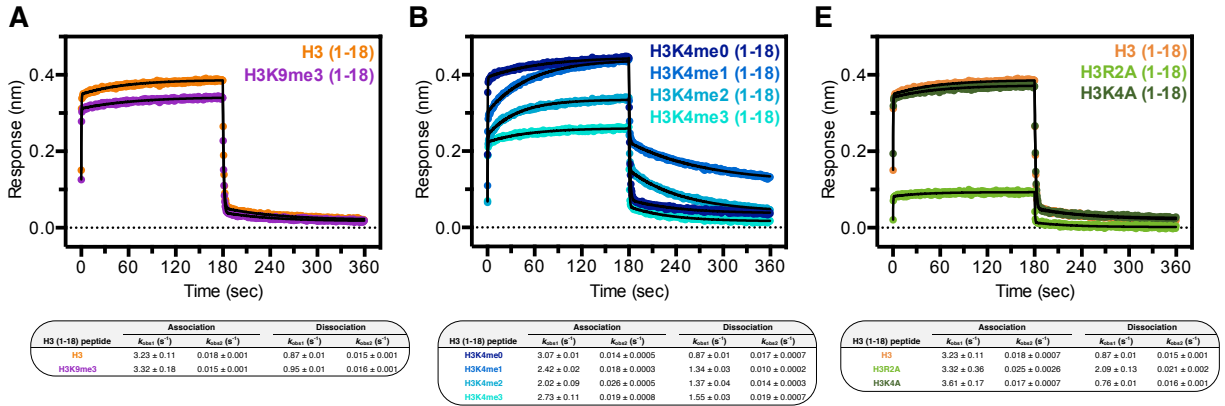 A
H3 (1-18)
H3K9me3 (1-18)
Response (nm)
0.4
0.2
0.0
0 60 120 180 240 300 360
Time (sec)
Association Dissociation
H3 (1-18) peptide kobs1 (s-1) kobs2 (s-1) kobs1 (s-1) kobs2 (s-1)
H3 3.23 ± 0.11 0.018 ± 0.001 0.87 ± 0.01 0.015 ± 0.001
H3K9me3 3.32 ± 0.18 0.015 ± 0.001 0.95 ± 0.01 0.016 ± 0.001
B
H3K4me0 (1-18)
H3K4me1 (1-18)
H3K4me2 (1-18)
H3K4me3 (1-18)
Response (nm)
0.4
0.2
0.0
0 60 120 180 240 300 360
Time (sec)
Association Dissociation
H3 (1-18) peptide kobs1 (s-1) kobs2 (s-1) kobs1 (s-1) kobs2 (s-1)
H3K4me0 3.07 ± 0.01 0.014 ± 0.0005 0.87 ± 0.01 0.017 ± 0.0007
H3K4me1 2.42 ± 0.02 0.018 ± 0.0003 1.34 ± 0.03 0.010 ± 0.0002
H3K4me2 2.02 ± 0.09 0.026 ± 0.0005 1.37 ± 0.04 0.014 ± 0.0003
H3K4me3 2.73 ± 0.11 0.019 ± 0.0008 1.55 ± 0.03 0.019 ± 0.0007
E
H3 (1-18)
H3R2A (1-18)
H3K4A (1-18)
Response (nm)
0.4
0.2
0.0
0 60 120 180 240 300 360
Time (sec)
Association Dissociation
H3 (1-18) peptide kobs1 (s-1) kobs2 (s-1) kobs1 (s-1) kobs2 (s-1)
H3 3.23 ± 0.11 0.018 ± 0.0007 0.87 ± 0.01 0.015 ± 0.001
H3R2A 3.32 ± 0.36 0.025 ± 0.0026 2.09 ± 0.13 0.021 ± 0.002
H3K4A 3.61 ± 0.17 0.017 ± 0.0007 0.76 ± 0.01 0.016 ± 0.001